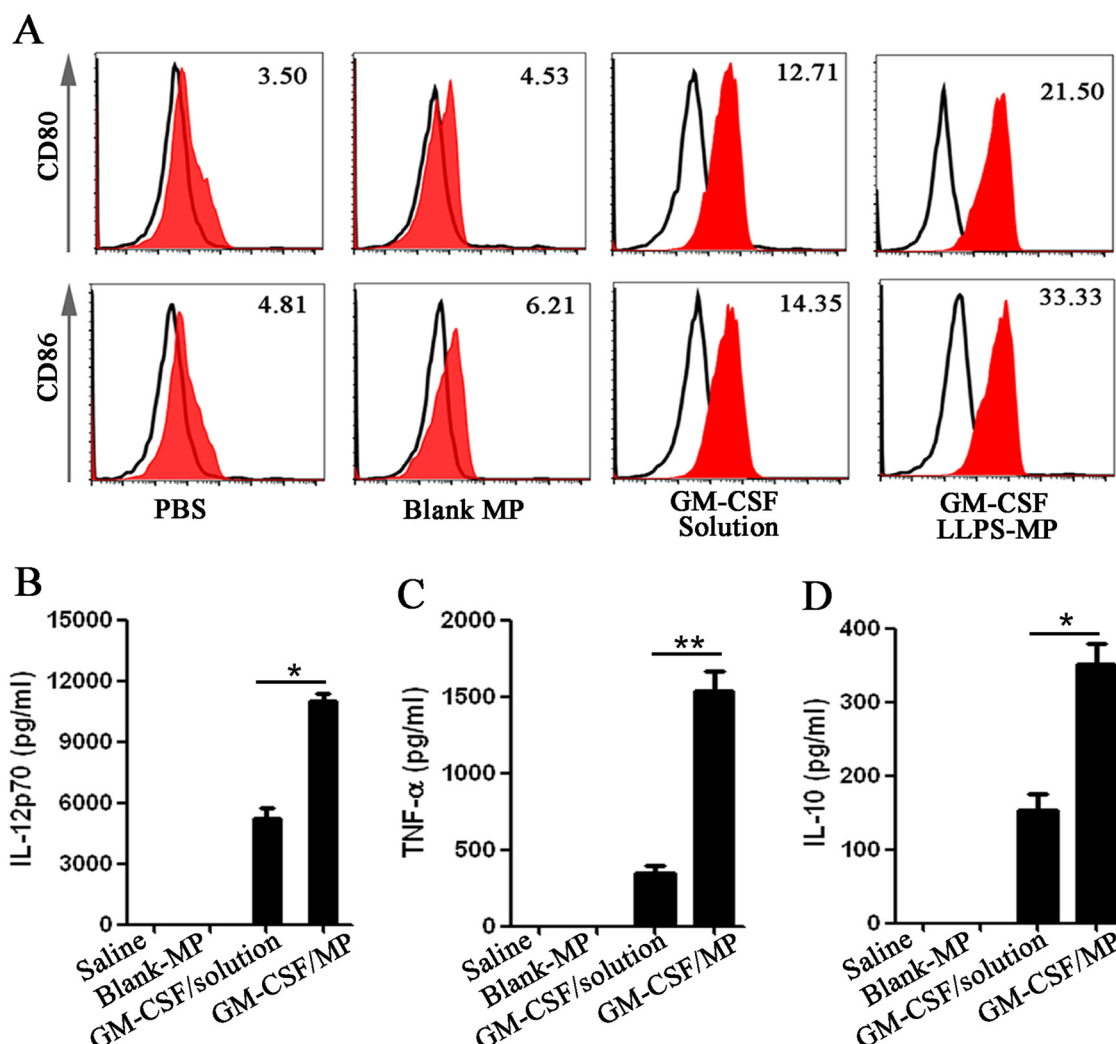 A
CD80
3.50
4.53
12.71
21.50
CD86
4.81
6.21
14.35
33.33
PBS
Blank MP
GM-CSF
Solution
GM-CSF
LLPS-MP
B
IL-12p70 (pg/ml)
15000
12000
9000
6000
3000
0
*
Saline
Blank-MP
GM-CSF/solution
GM-CSF/MP
C
TNF-α (pg/ml)
2000
1500
1000
500
0
**
Saline
Blank-MP
GM-CSF/solution
GM-CSF/MP
D
IL-10 (pg/ml)
400
300
200
100
0
*
Saline
Blank-MP
GM-CSF/solution
GM-CSF/MP